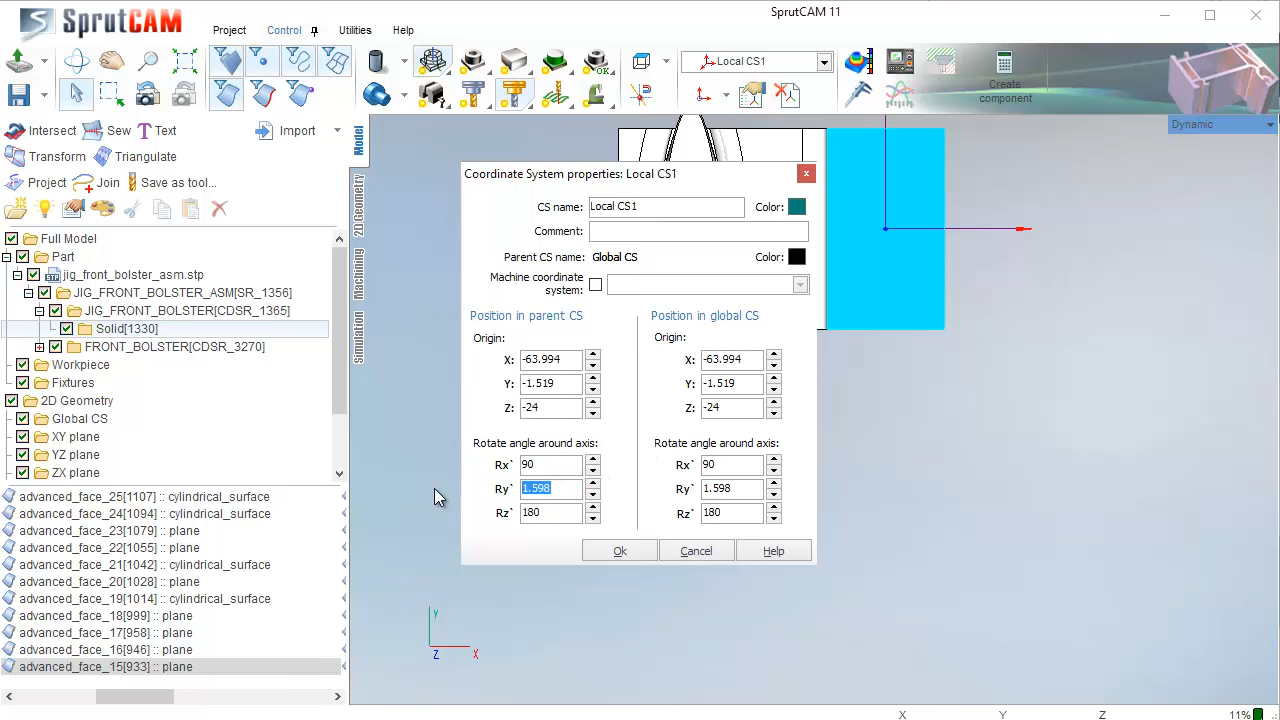 SprutCAM 11
SprutCAM
Project
Control
Utilities
Help
Local CS1
Create component
OK
Intersect
Sew
Text
Import
Transform
Triangulate
Project
Join
Save as tool...
Dynamic
Model
2D Geometry
Machining
Simulation
Full Model
Part
jig_front_bolster_asm.stp
JIG_FRONT_BOLSTER_ASM[SR_1356]
JIG_FRONT_BOLSTER[CDSR_1365]
Solid[1330]
FRONT_BOLSTER[CDSR_3270]
Workpiece
Fixtures
2D Geometry
Global CS
XY plane
YZ plane
ZX plane
advanced_face_25[1107] :: cylindrical_surface
advanced_face_24[1094] :: cylindrical_surface
advanced_face_23[1079] :: plane
advanced_face_22[1055] :: plane
advanced_face_21[1042] :: cylindrical_surface
advanced_face_20[1028] :: plane
advanced_face_19[1014] :: cylindrical_surface
advanced_face_18[999] :: plane
advanced_face_17[958] :: plane
advanced_face_16[946] :: plane
advanced_face_15[933] :: plane
Coordinate System properties: Local CS1
CS name: Local CS1 Color:
Comment:
Parent CS name: Global CS Color:
Machine coordinate system:
Position in parent CS
Origin:
X: -63.994
Y: -1.519
Z: -24
Rotate angle around axis:
Rx` 90
Ry` 1.598
Rz` 180
Position in global CS
Origin:
X: -63.994
Y: -1.519
Z: -24
Rotate angle around axis:
Rx` 90
Ry` 1.598
Rz` 180
Ok
Cancel
Help
Y
Z
X
X Y Z 11%